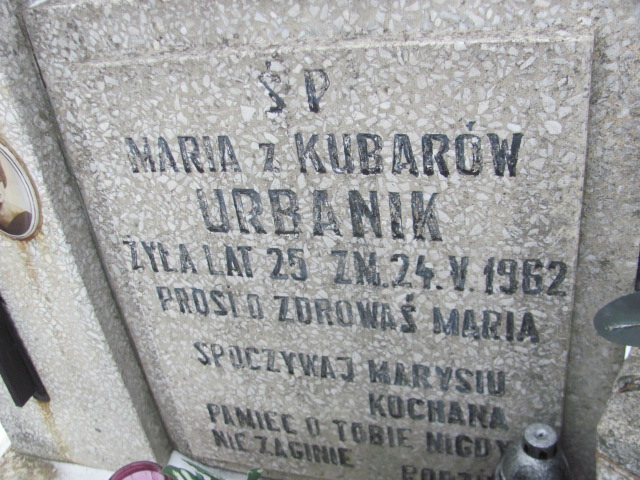 Ś P
MARIA z KUBARÓW
URBANIK
ŻYŁA LAT 25 ZM. 24.V.1962
PROSI O ZDROWAŚ MARIA
SPOCZYWAJ MARYSIU
KOCHANA
PAMIĘĆ O TOBIE NIGDY
NIE ZAGINIE